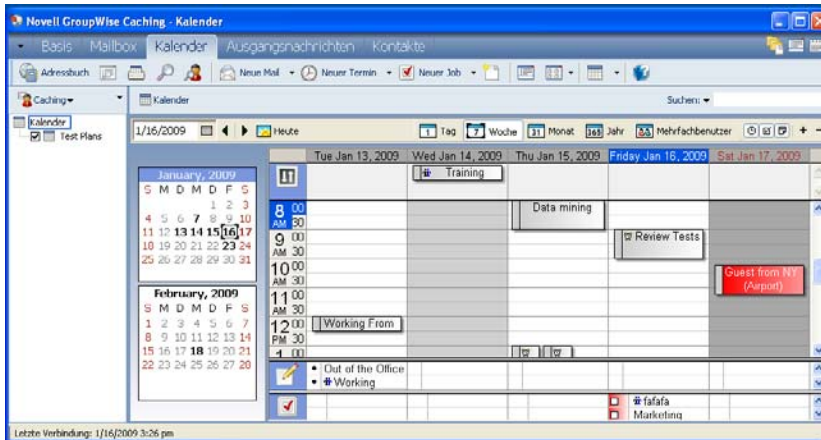 Novell GroupWise Caching - Kalender
Basis Mailbox Kalender Ausgangsnachrichten Kontakte
Adressbuch Neue Mail Neuer Termin Neuer Job
Caching Kalender Suchen:
Kalender
Test Plans
1/16/2009 Heute 1 Tag 7 Woche 31 Monat 365 Jahr Mehrfachbenutzer
Tue Jan 13, 2009 Wed Jan 14, 2009 Thu Jan 15, 2009 Friday Jan 16, 2009 Sat Jan 17, 2009
Training
January, 2009
S M D M D F S
1 2 3
4 5 6 7 8 9 10
11 12 13 14 15 16 17
18 19 20 21 22 23 24
25 26 27 28 29 30 31
February, 2009
S M D M D F S
1 2 3 4 5 6 7
8 9 10 11 12 13 14
15 16 17 18 19 20 21
22 23 24 25 26 27 28
8 00
AM 30
9 00
AM 30
10 00
AM 30
11 00
AM 30
12 00
PM 30
1 00
Data mining
Review Tests
Guest from NY
(Airport)
Working From
Out of the Office
Working
fafafa
Marketing
Letzte Verbindung: 1/16/2009 3:26 pm